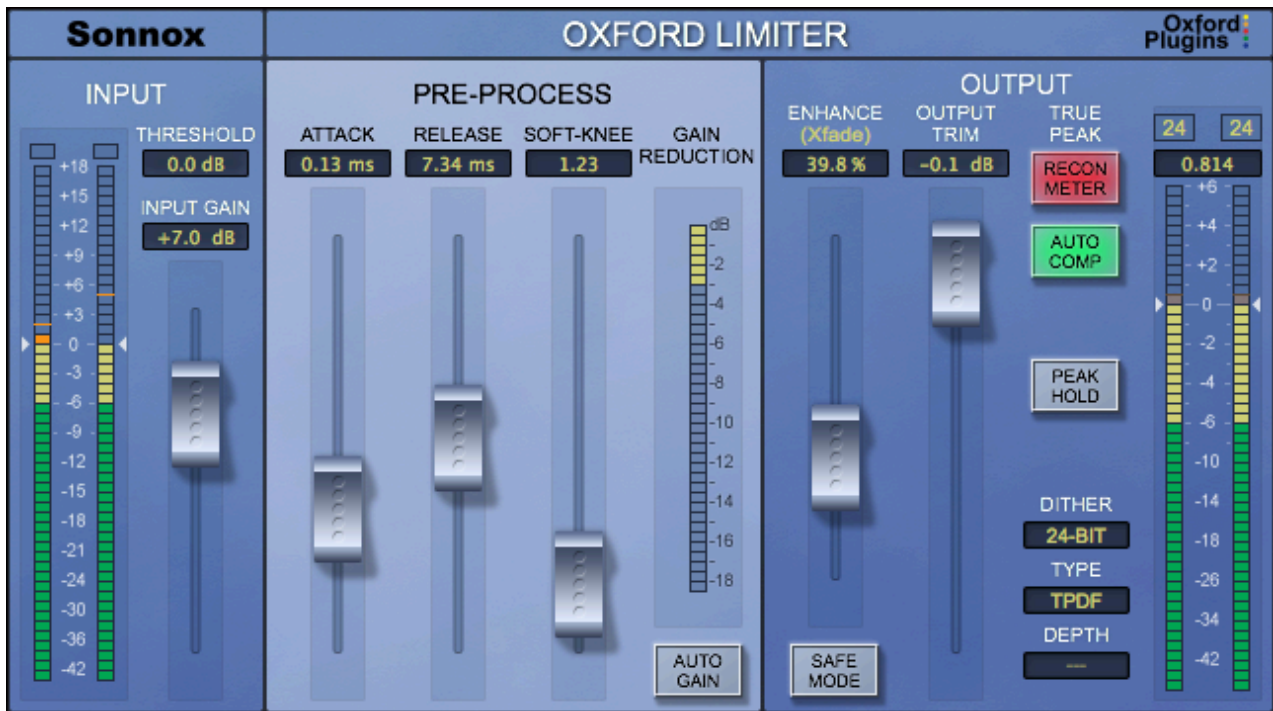 Sonnox
OXFORD LIMITER
Oxford
Plugins
INPUT
THRESHOLD
0.0 dB
INPUT GAIN
+7.0 dB
+18
+15
+12
+9
+6
+3
0
-3
-6
-9
-12
-15
-18
-21
-24
-30
-36
-42
PRE-PROCESS
ATTACK
0.13 ms
RELEASE
7.34 ms
SOFT-KNEE
1.23
GAIN
REDUCTION
dB
-2
-4
-6
-8
-10
-12
-14
-16
-18
AUTO
GAIN
OUTPUT
ENHANCE
(Xfade)
39.8 %
SAFE
MODE
OUTPUT
TRIM
-0.1 dB
TRUE
PEAK
RECON
METER
AUTO
COMP
PEAK
HOLD
DITHER
24-BIT
TYPE
TPDF
DEPTH
---
24 24
0.814
+6
+4
+2
0
-2
-4
-6
-10
-14
-18
-26
-34
-42